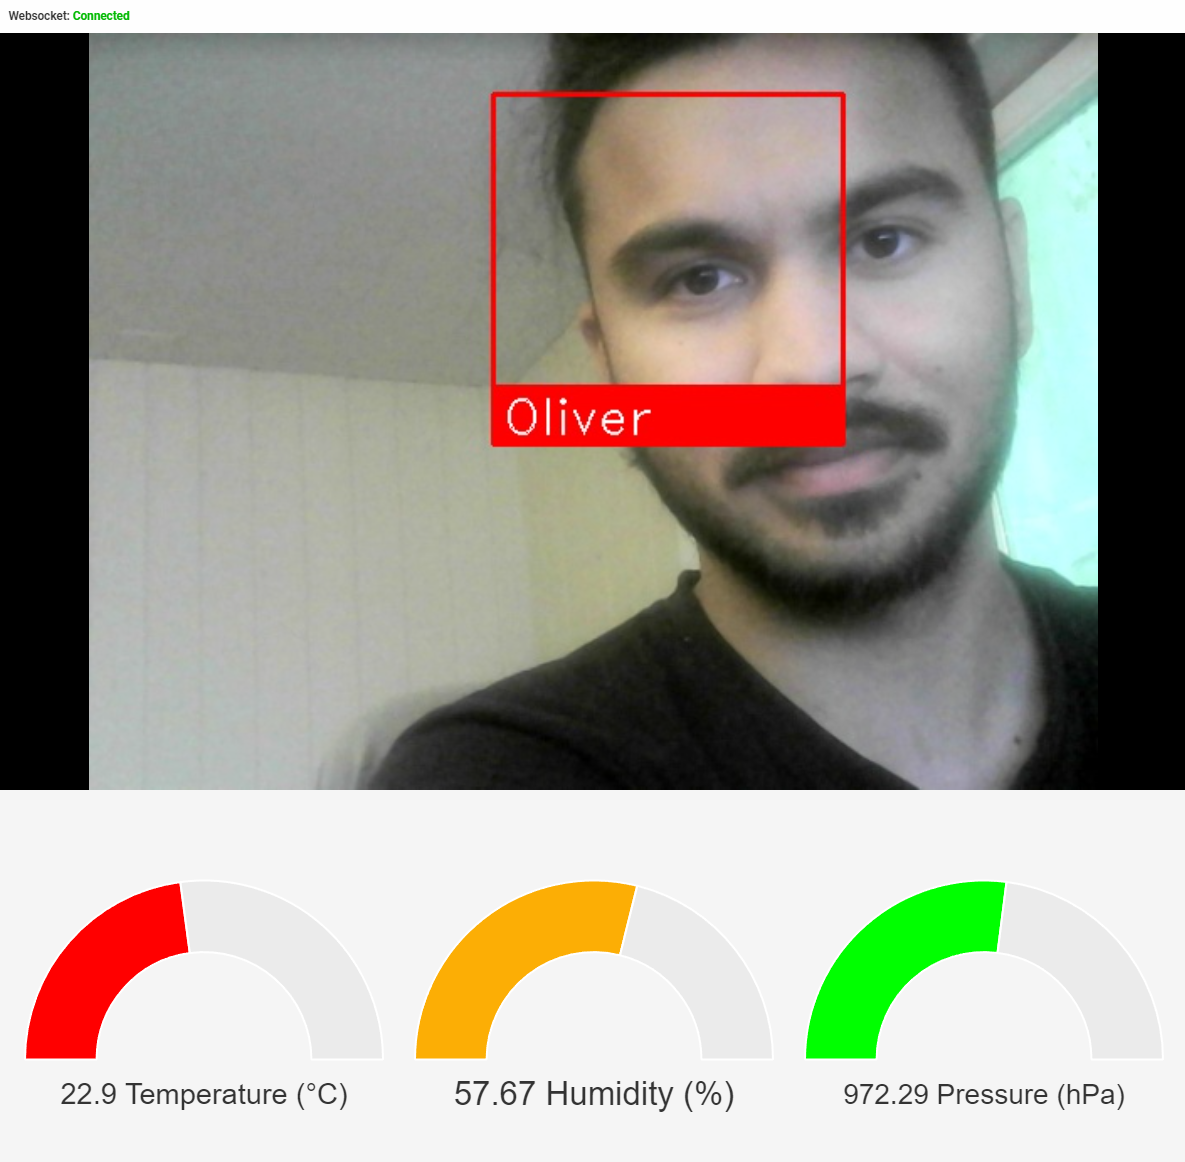 Websocket: Connected
Oliver
22.9 Temperature (°C)
57.67 Humidity (%)
972.29 Pressure (hPa)